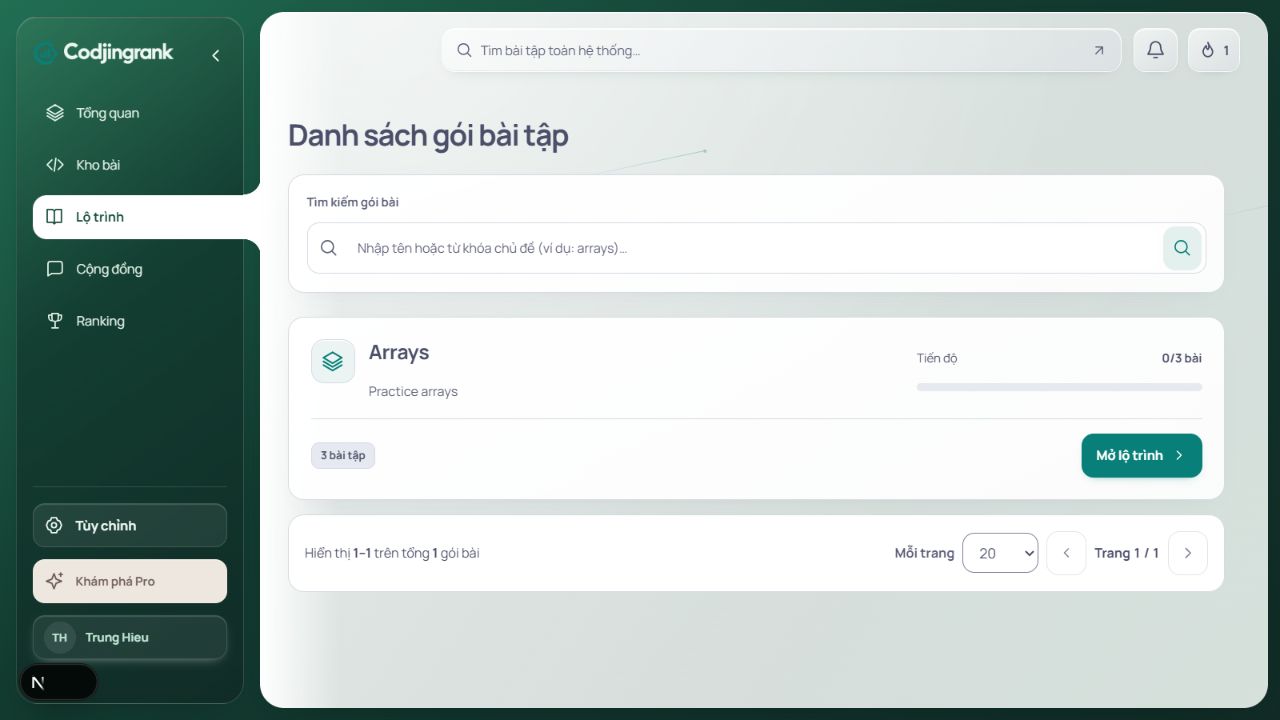 Codjingrank
Tổng quan
Kho bài
Lộ trình
Cộng đồng
Ranking
Tùy chỉnh
Khám phá Pro
TH
Trung Hieu
N
Tìm bài tập toàn hệ thống...
1
Danh sách gói bài tập
Tìm kiếm gói bài
Nhập tên hoặc từ khóa chủ đề (ví dụ: arrays)...
Arrays
Practice arrays
Tiến độ
0/3 bài
3 bài tập
Mở lộ trình
Hiển thị 1–1 trên tổng 1 gói bài
Mỗi trang
20
Trang 1 / 1